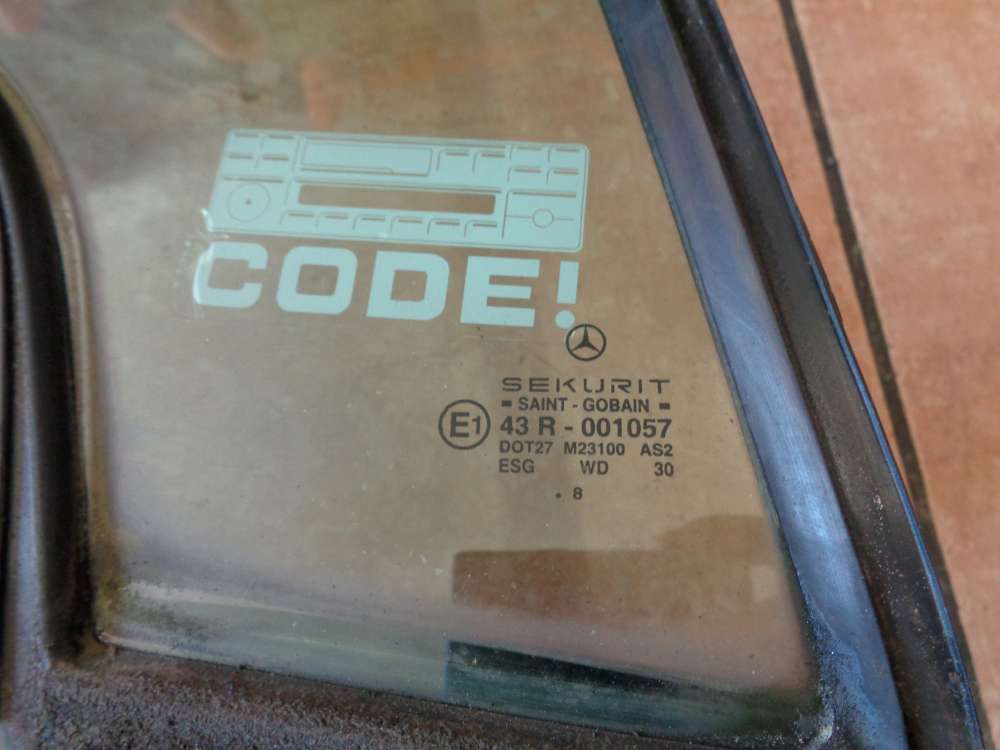 CODE!
SEKURIT
SAINT - GOBAIN
E1
43 R - 001057
DOT27 M23100 AS2
ESG WD 30
. 8